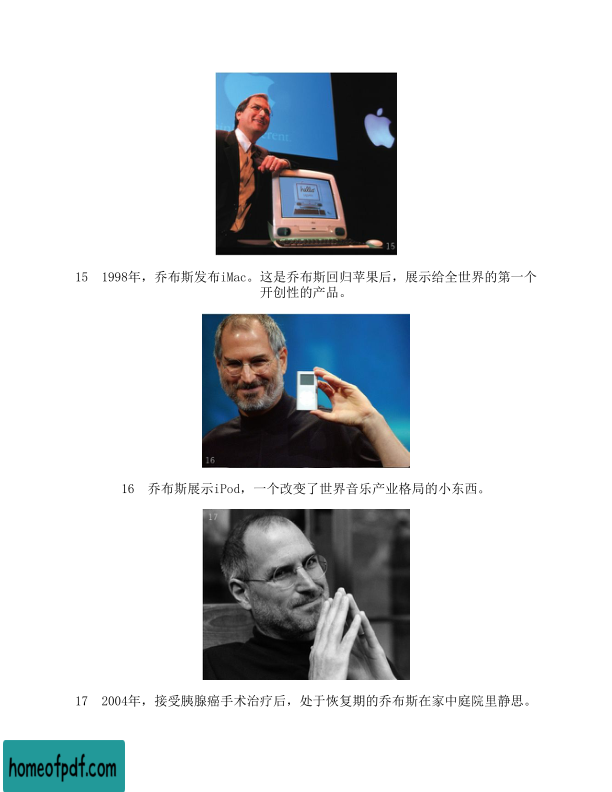 hello
15
15  1998年，乔布斯发布iMac。这是乔布斯回归苹果后，展示给全世界的第一个
开创性的产品。
16
16  乔布斯展示iPod，一个改变了世界音乐产业格局的小东西。
17
17  2004年，接受胰腺癌手术治疗后，处于恢复期的乔布斯在家中庭院里静思。
homeofpdf.com